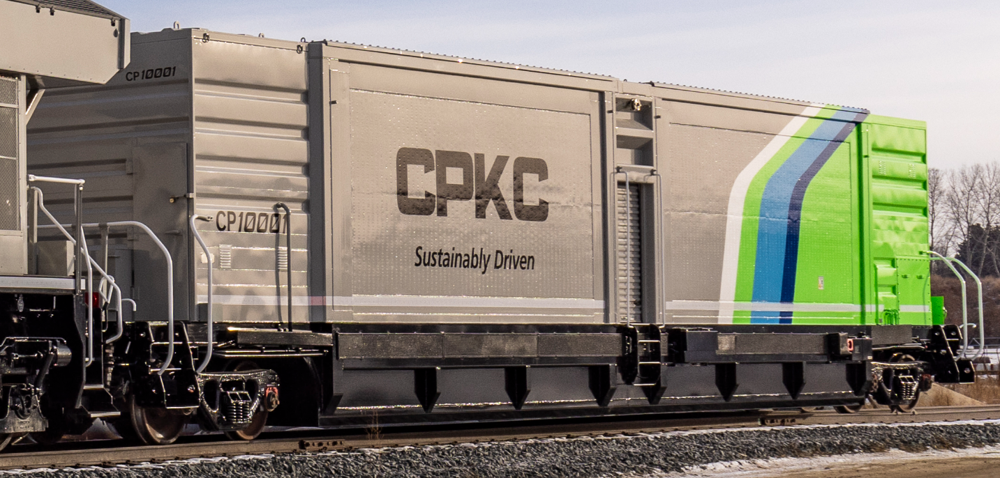 CP10001
CPKC
CP10001
Sustainably Driven